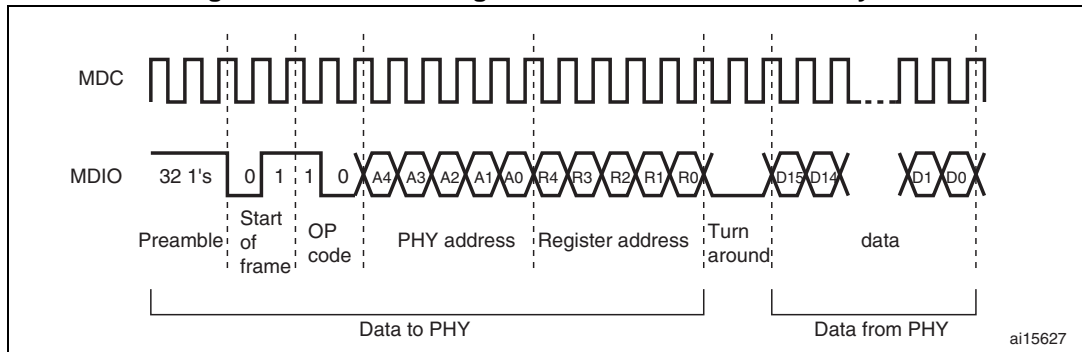 MDC
MDIO
32 1's 0 1 1 0 A4 A3 A2 A1 A0 R4 R3 R2 R1 R0 D15 D14 D1 D0
Preamble
Start
of
frame
OP
code
PHY address
Register address
Turn
around
data
Data to PHY
Data from PHY
ai15627